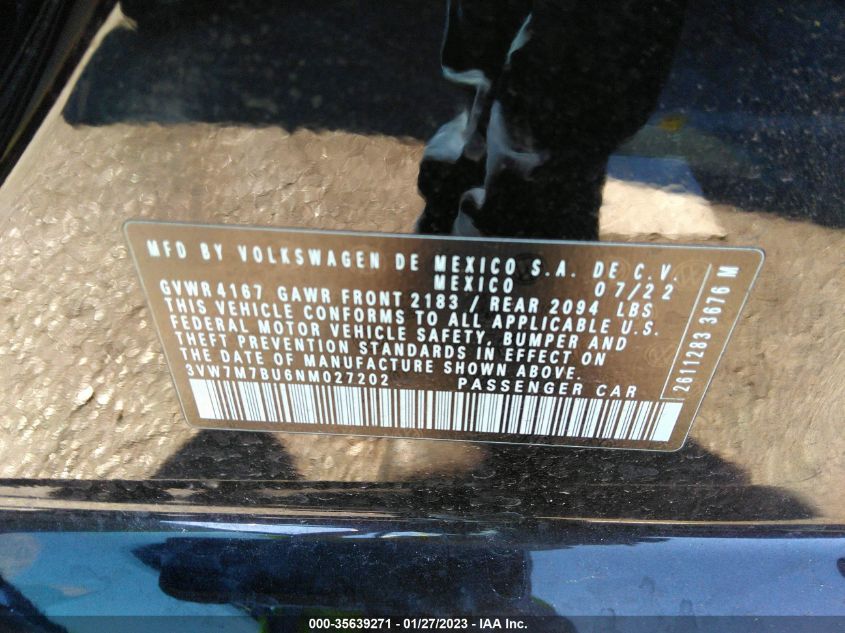 MFD BY VOLKSWAGEN DE MEXICO S.A. DE C.V.
MEXICO 07/22
GVWR 4167 GAWR FRONT 2183 / REAR 2094 LBS
THIS VEHICLE CONFORMS TO ALL APPLICABLE U.S.
FEDERAL MOTOR VEHICLE SAFETY, BUMPER AND
THEFT PREVENTION STANDARDS IN EFFECT ON
THE DATE OF MANUFACTURE SHOWN ABOVE.
3VW7M7BU6NM027202 PASSENGER CAR
2611283 3676 M
000-35639271 - 01/27/2023 - IAA Inc.